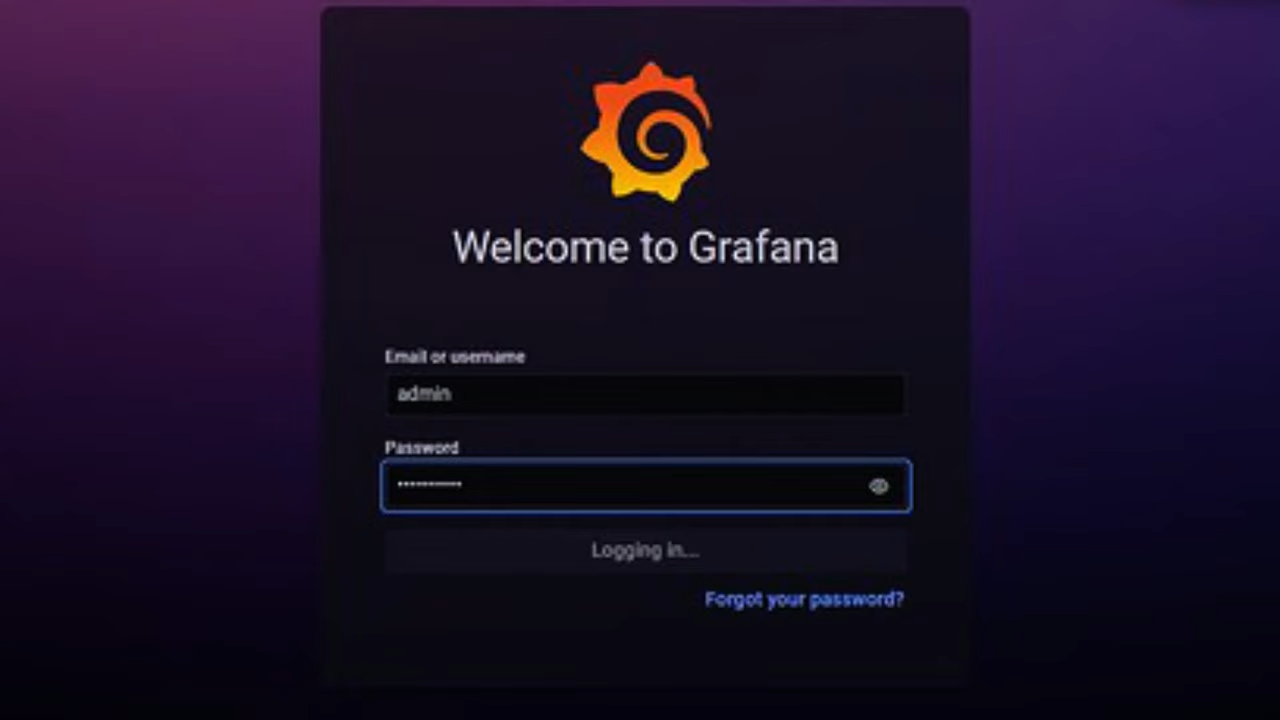 Welcome to Grafana
Email or username
admin
Password
••••••••••
Logging in...
Forgot your password?